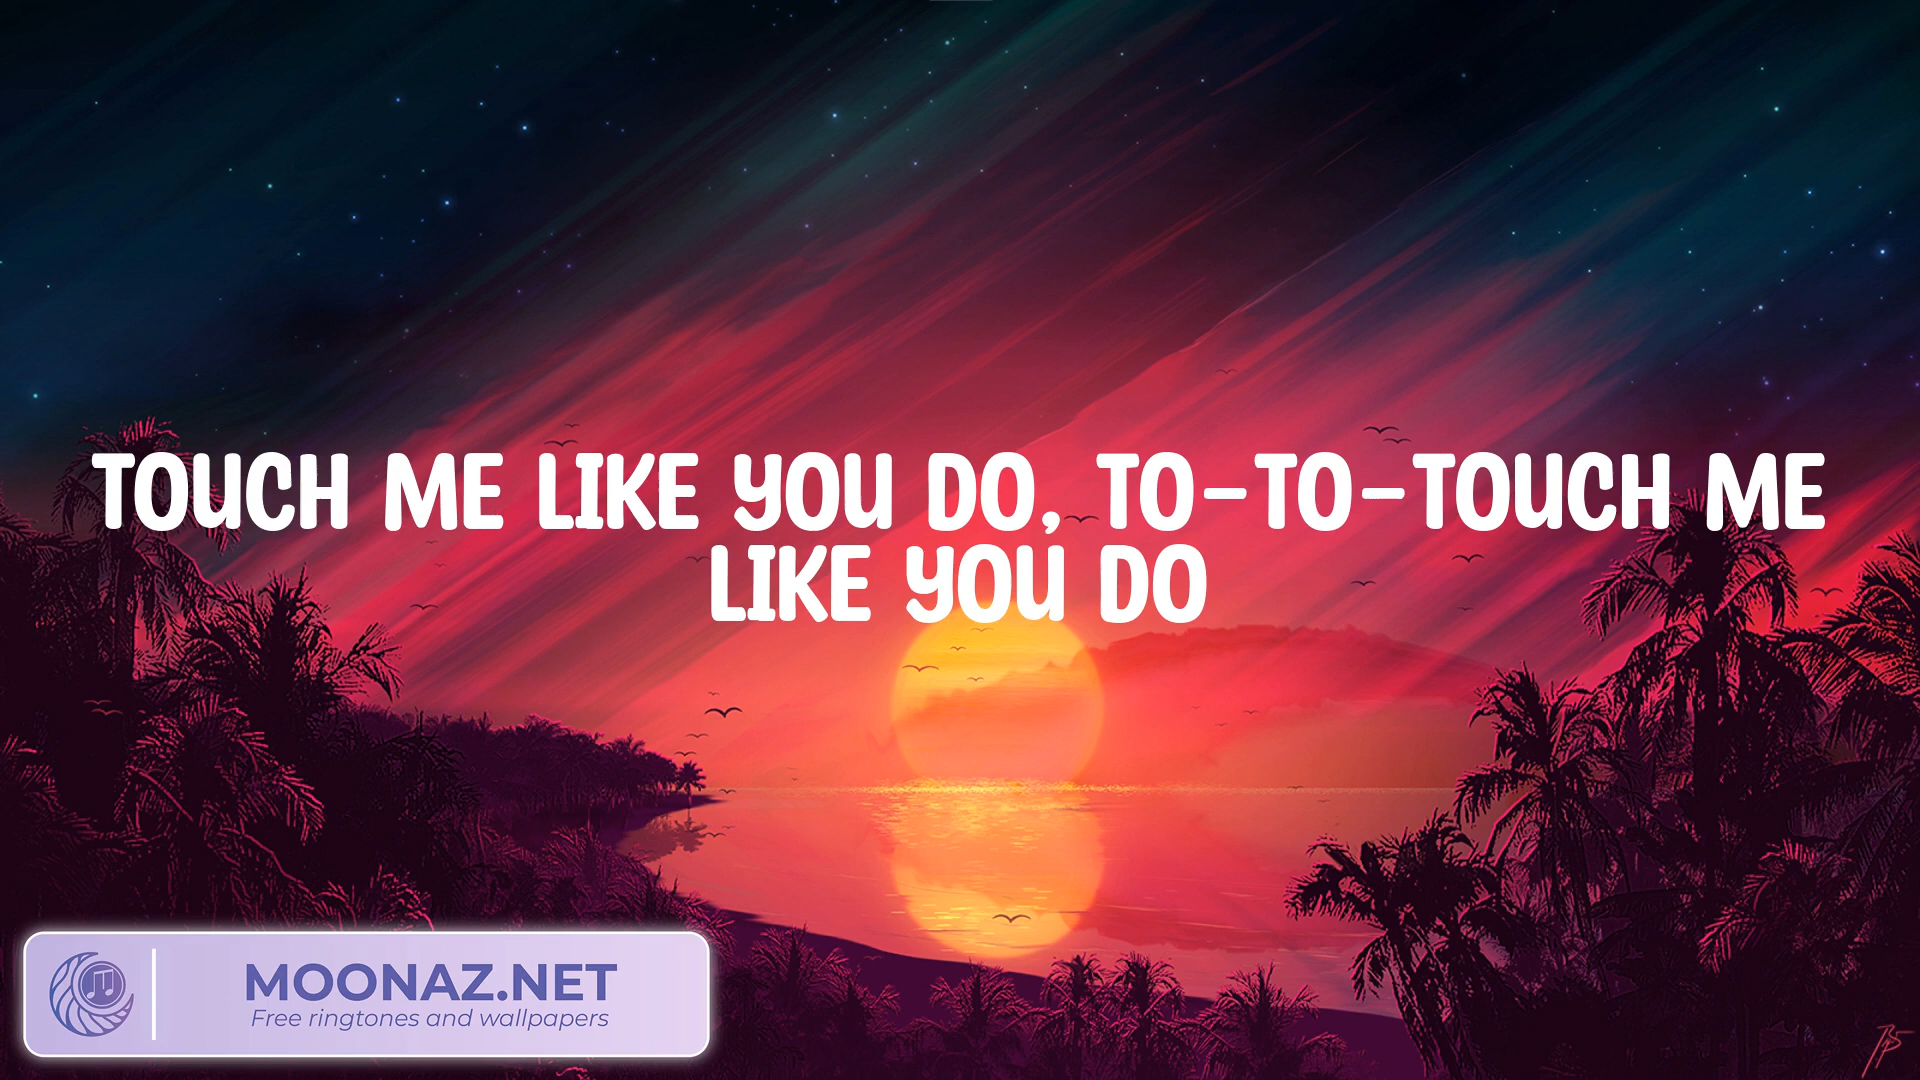 TOUCH ME LIKE YOU DO, TO-TO-TOUCH ME
LIKE YOU DO
MOONAZ.NET
Free ringtones and wallpapers